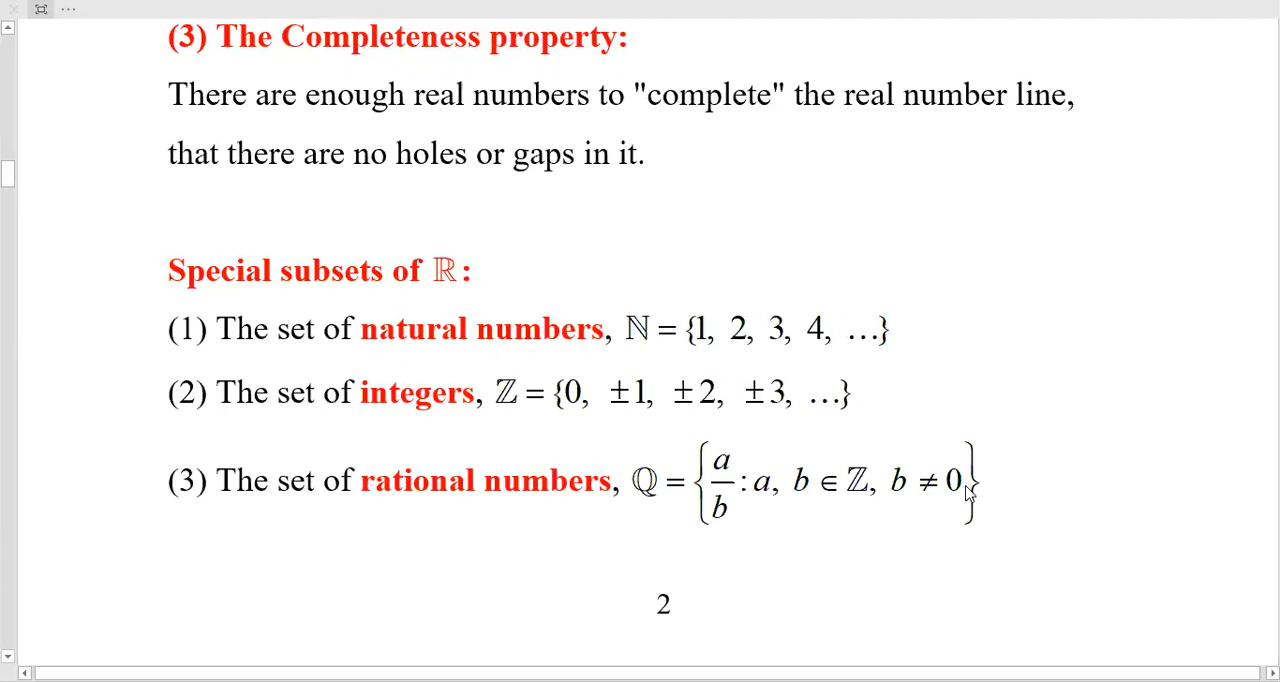 (3) The Completeness property:
There are enough real numbers to "complete" the real number line,
that there are no holes or gaps in it.
Special subsets of ℝ:
(1) The set of natural numbers, ℕ = {1, 2, 3, 4, …}
(2) The set of integers, ℤ = {0, ±1, ±2, ±3, …}
(3) The set of rational numbers, ℚ = {a/b : a, b ∈ ℤ, b ≠ 0}
2